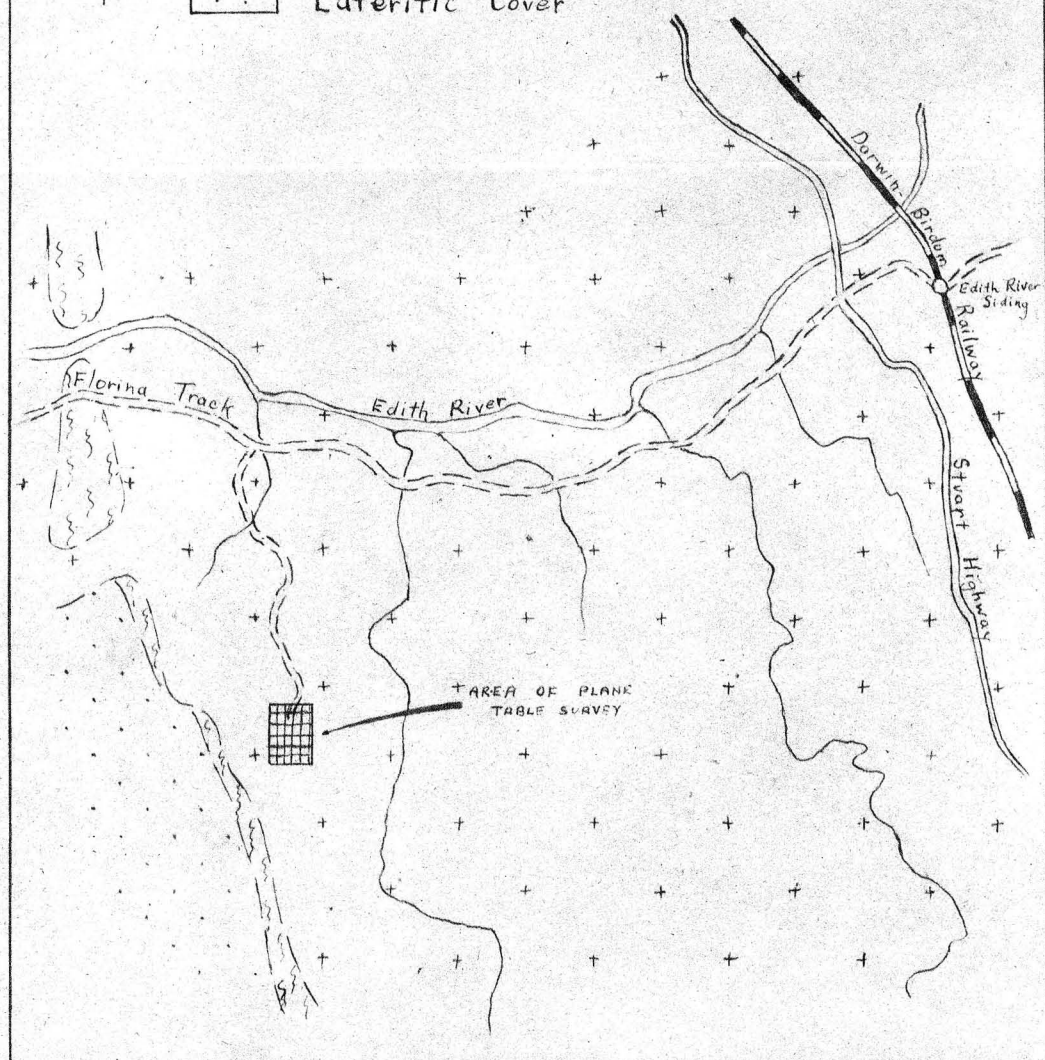 Lateritic Cover
Darwin-Birdum Railway
Edith River
Siding
Florina Track
Edith River
Stuart Highway
AREA OF PLANE
TABLE SURVEY